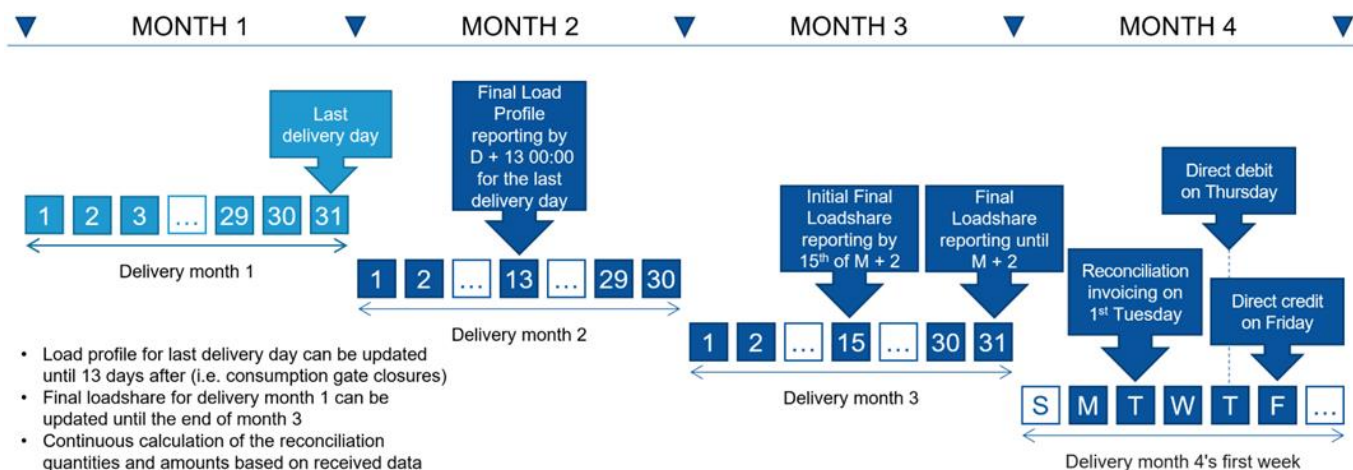 MONTH 1
MONTH 2
MONTH 3
MONTH 4
Last
delivery day
1 2 3 ... 29 30 31
Delivery month 1
Final Load
Profile
reporting by
D + 13 00:00
for the last
delivery day
1 2 ... 13 ... 29 30
Delivery month 2
Initial Final
Loadshare
reporting by
15th of M + 2
Final
Loadshare
reporting until
M + 2
1 2 ... 15 ... 30 31
Delivery month 3
Direct debit
on Thursday
Reconciliation
invoicing on
1st Tuesday
Direct credit
on Friday
S M T W T F ...
Delivery month 4's first week
• Load profile for last delivery day can be updated
until 13 days after (i.e. consumption gate closures)
• Final loadshare for delivery month 1 can be
updated until the end of month 3
• Continuous calculation of the reconciliation
quantities and amounts based on received data